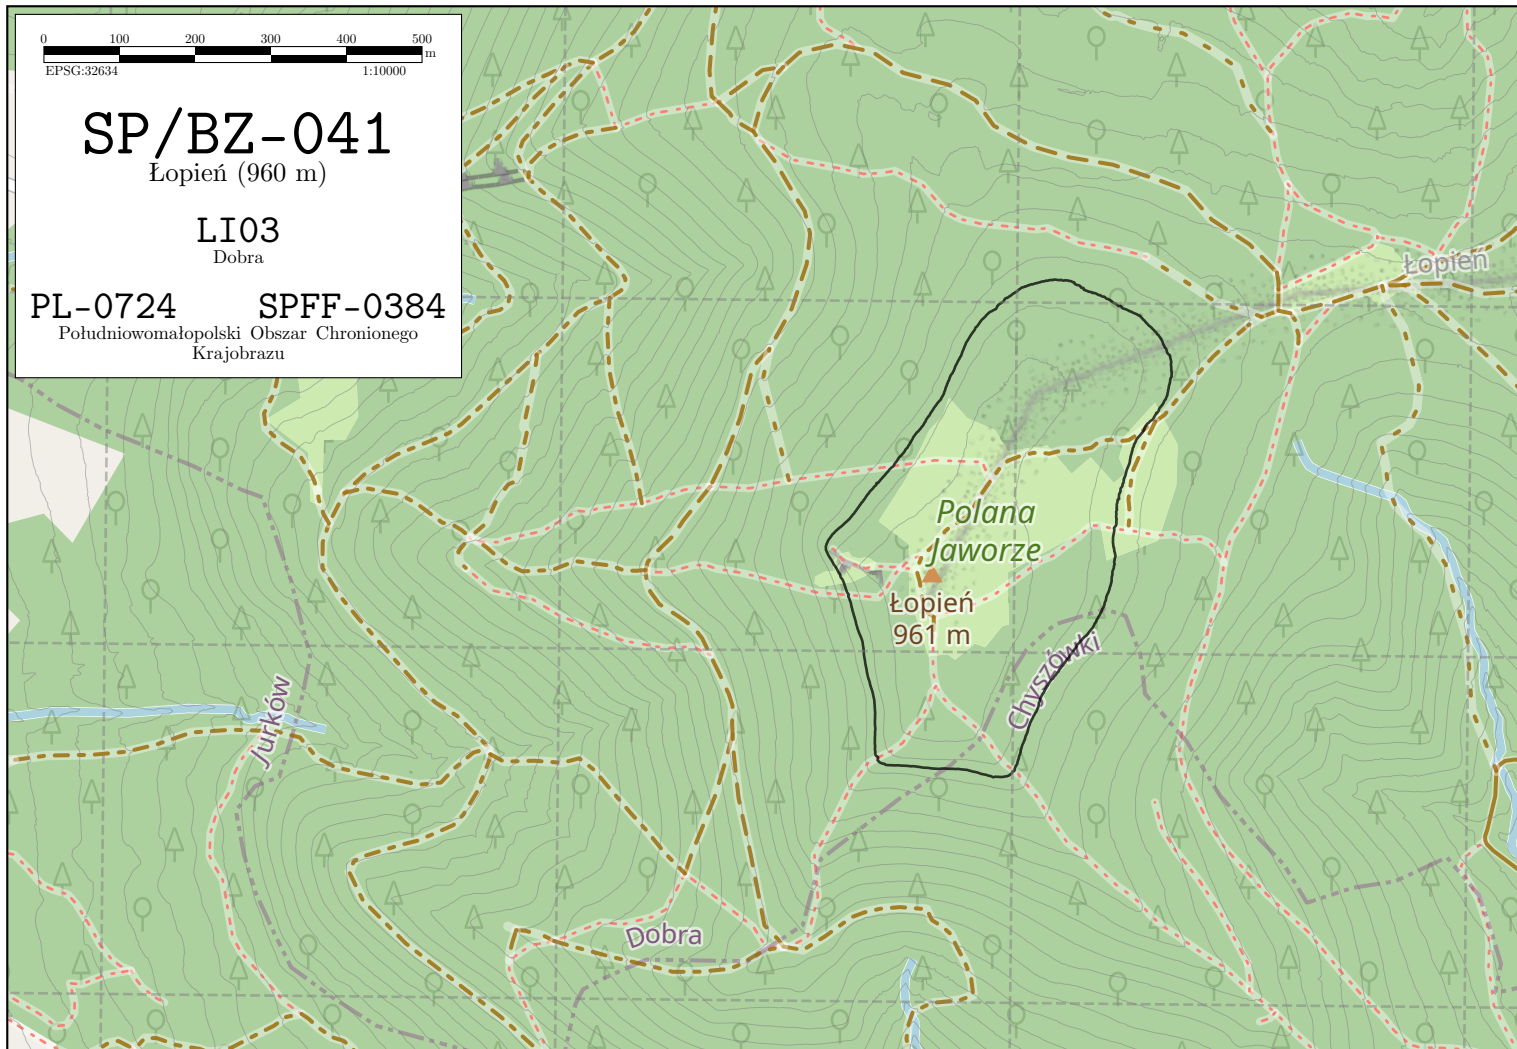 0 100 200 300 400 500
m
EPSG:32634 1:10000
SP/BZ-041
Łopień (960 m)
LI03
Dobra
PL-0724 SPFF-0384
Południowomałopolski Obszar Chronionego
Krajobrazu
Łopień
Polana
Jaworze
Łopień
961 m
Chyszówki
Jurków
Dobra